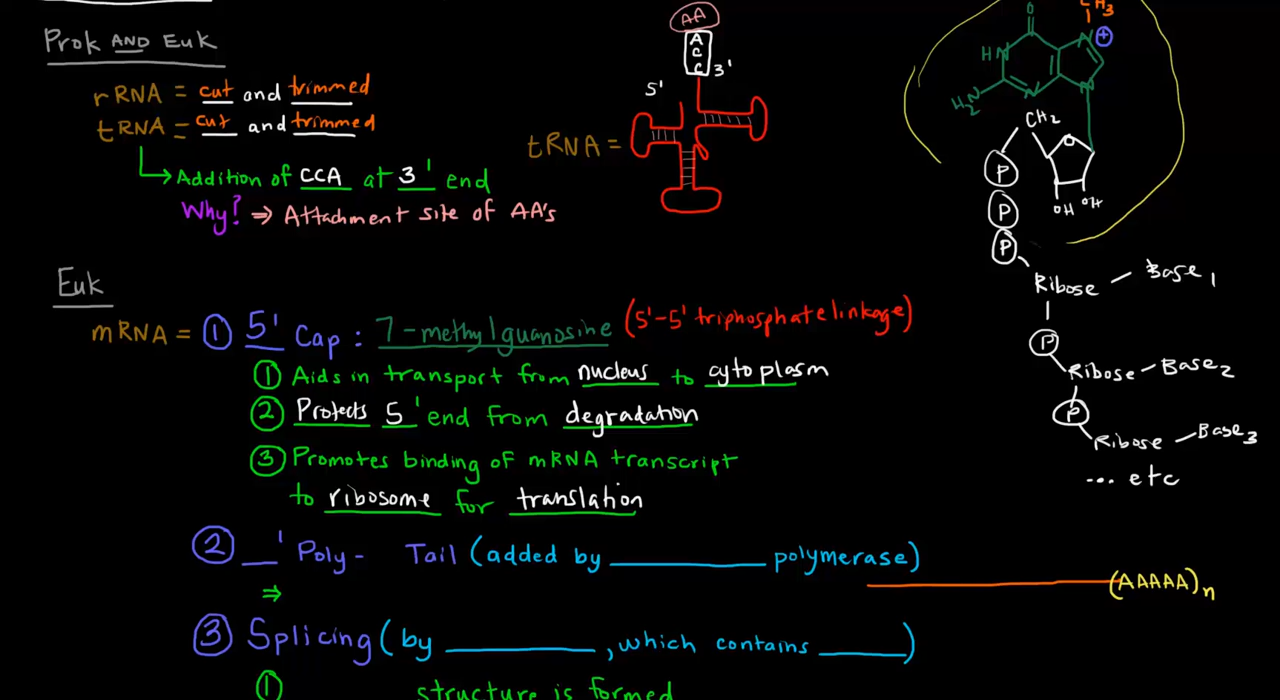 Prok AND Euk
rRNA = cut and trimmed
tRNA = cut and trimmed
Addition of CCA at 3' end
Why? ⇒ Attachment site of AA's
AA
A
C
C 3'
5'
tRNA =
O
CH3
HN
N
+
H2N
N
N
CH2
O
OH OH
P
P
P
Ribose - Base1
P
Ribose - Base2
P
Ribose - Base3
... etc
Euk
mRNA = ① 5' Cap : 7-methylguanosine (5'-5' triphosphate linkage)
① Aids in transport from nucleus to cytoplasm
② Protects 5' end from degradation
③ Promotes binding of mRNA transcript
to ribosome for translation
② __' Poly- Tail (added by ________ polymerase)
⇒
(AAAAA)n
③ Splicing (by ________, which contains ____)
① structure is formed